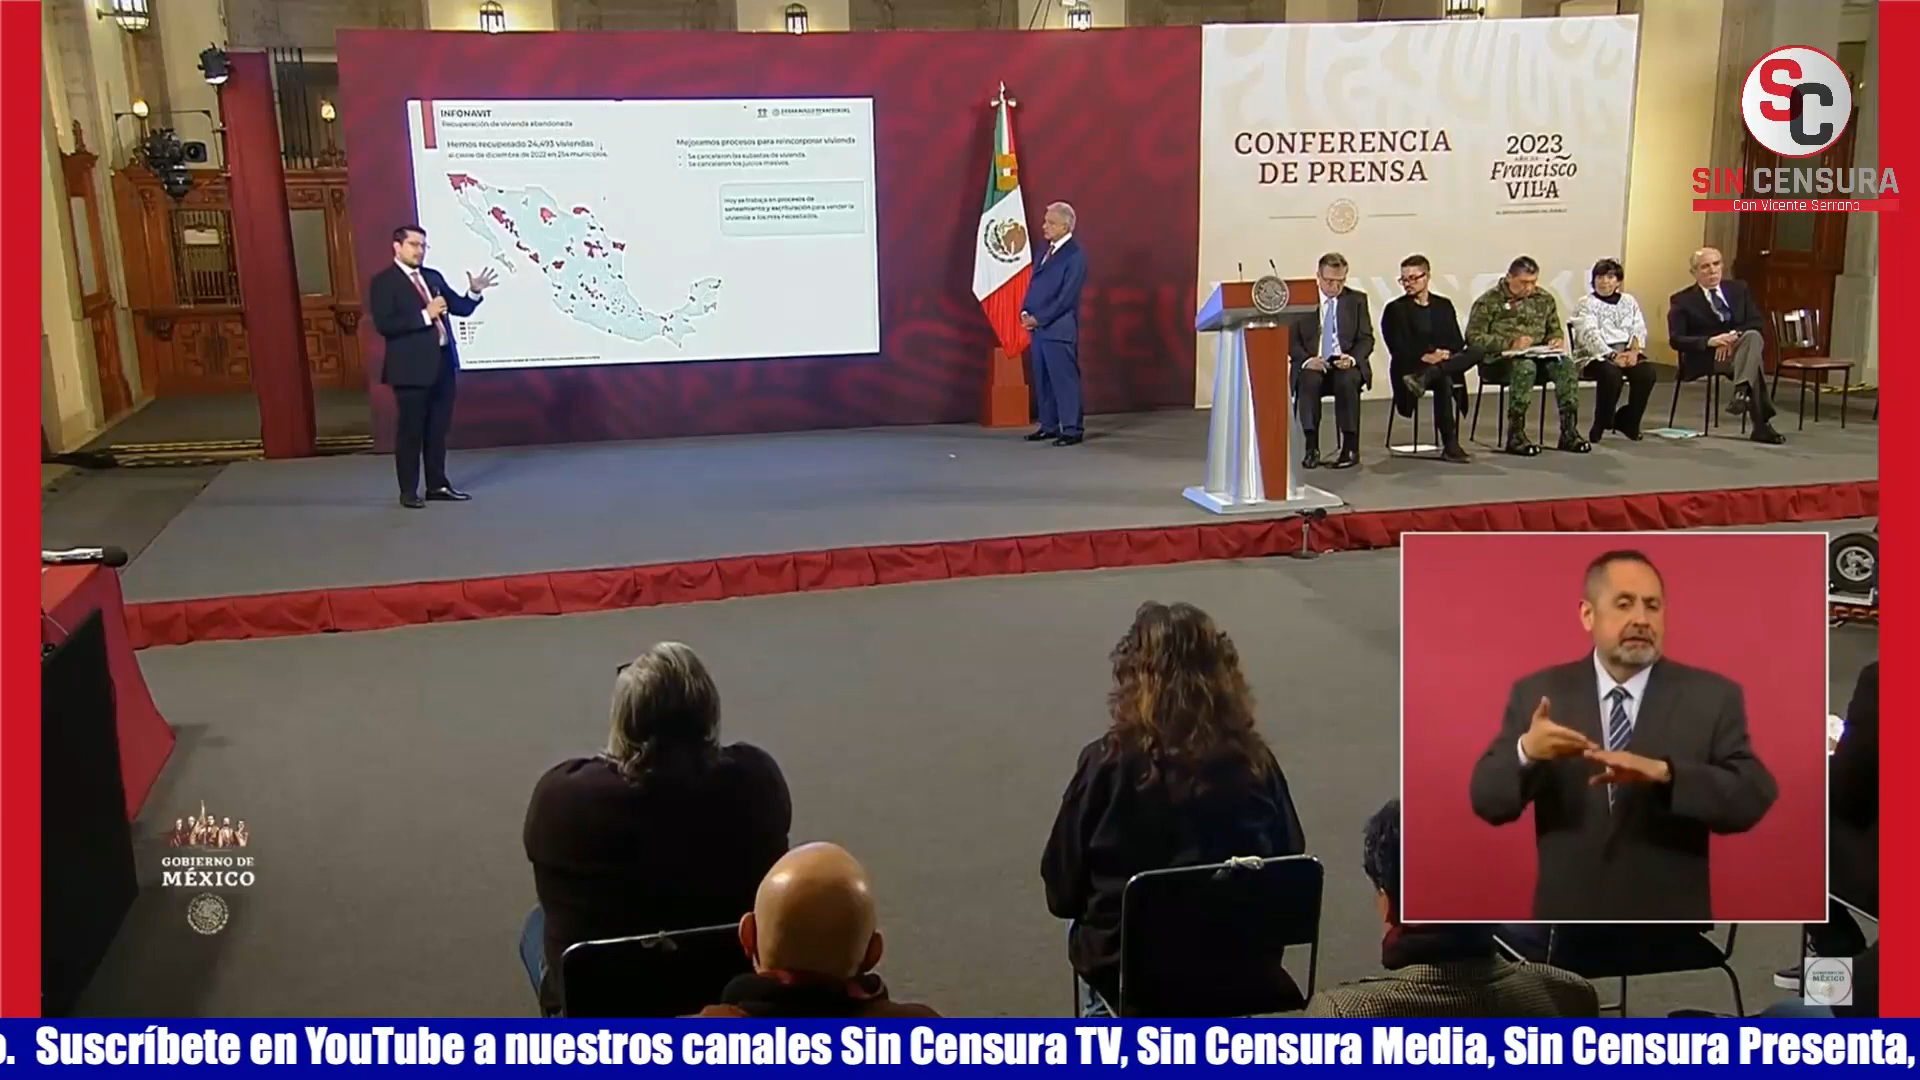 INFONAVIT
Recuperación de vivienda abandonada
Hemos recuperado 24,493 viviendas
al cierre de diciembre de 2022 en 254 municipios.
Mejoramos procesos para reincorporar vivienda
Se cancelaron las subastas de vivienda.
Se cancelaron los juicios masivos.
Hoy se trabaja en procesos de
saneamiento y escrituración para vender la
vivienda a los más necesitados.
CONFERENCIA
DE PRENSA
2023
Francisco
VILLA
SC
SIN CENSURA
Con Vicente Serrano
GOBIERNO DE
MÉXICO
o. Suscríbete en YouTube a nuestros canales Sin Censura TV, Sin Censura Media, Sin Censura Presenta,